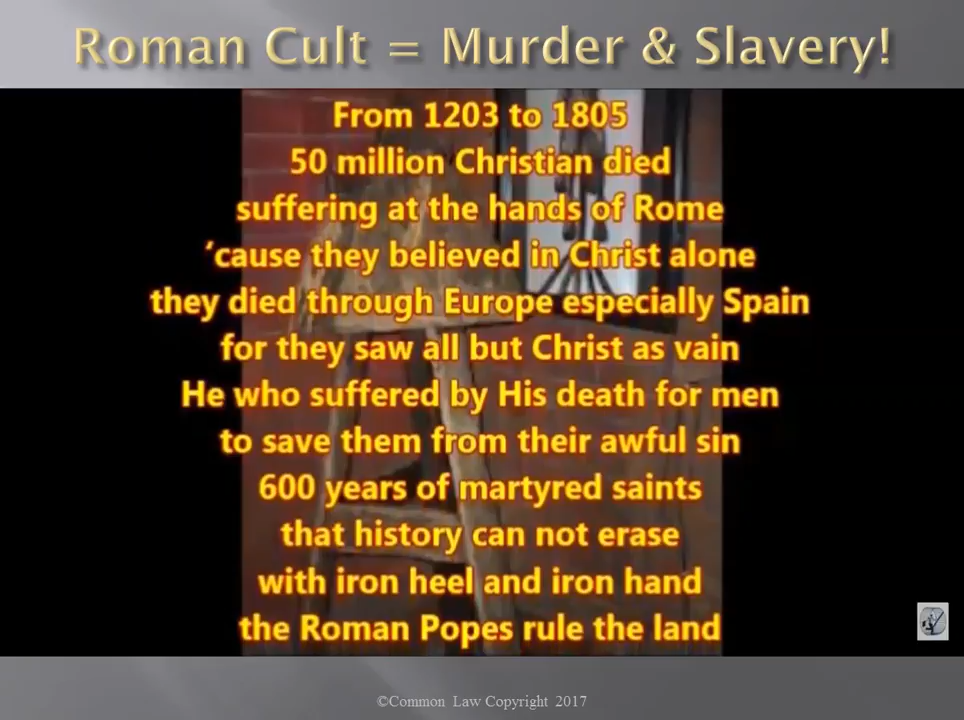 Roman Cult = Murder & Slavery!
From 1203 to 1805
50 million Christian died
suffering at the hands of Rome
‘cause they believed in Christ alone
they died through Europe especially Spain
for they saw all but Christ as vain
He who suffered by His death for men
to save them from their awful sin
600 years of martyred saints
that history can not erase
with iron heel and iron hand
the Roman Popes rule the land
©Common Law Copyright 2017